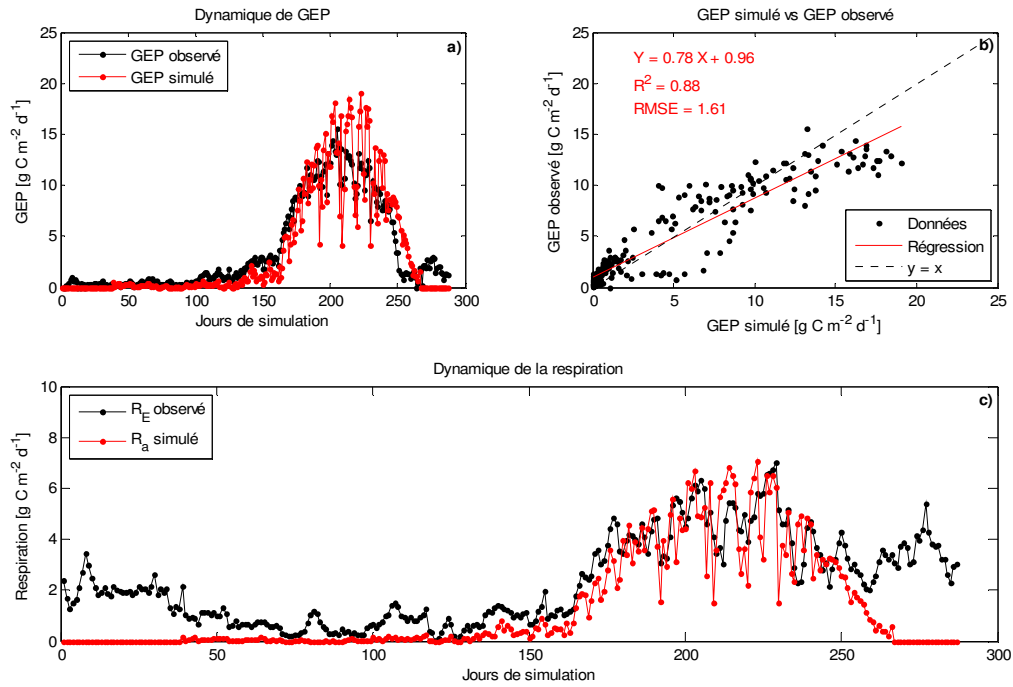 Dynamique de GEP
a)
GEP observé
GEP simulé
GEP [g C m-2 d-1]
25
20
15
10
5
0
0 50 100 150 200 250 300
Jours de simulation
GEP simulé vs GEP observé
b)
Y = 0.78 X + 0.96
R2 = 0.88
RMSE = 1.61
Données
Régression
y = x
GEP observé [g C m-2 d-1]
25
20
15
10
5
0
0 5 10 15 20 25
GEP simulé [g C m-2 d-1]
Dynamique de la respiration
c)
RE observé
Ra simulé
Respiration [g C m-2 d-1]
10
8
6
4
2
0
0 50 100 150 200 250 300
Jours de simulation